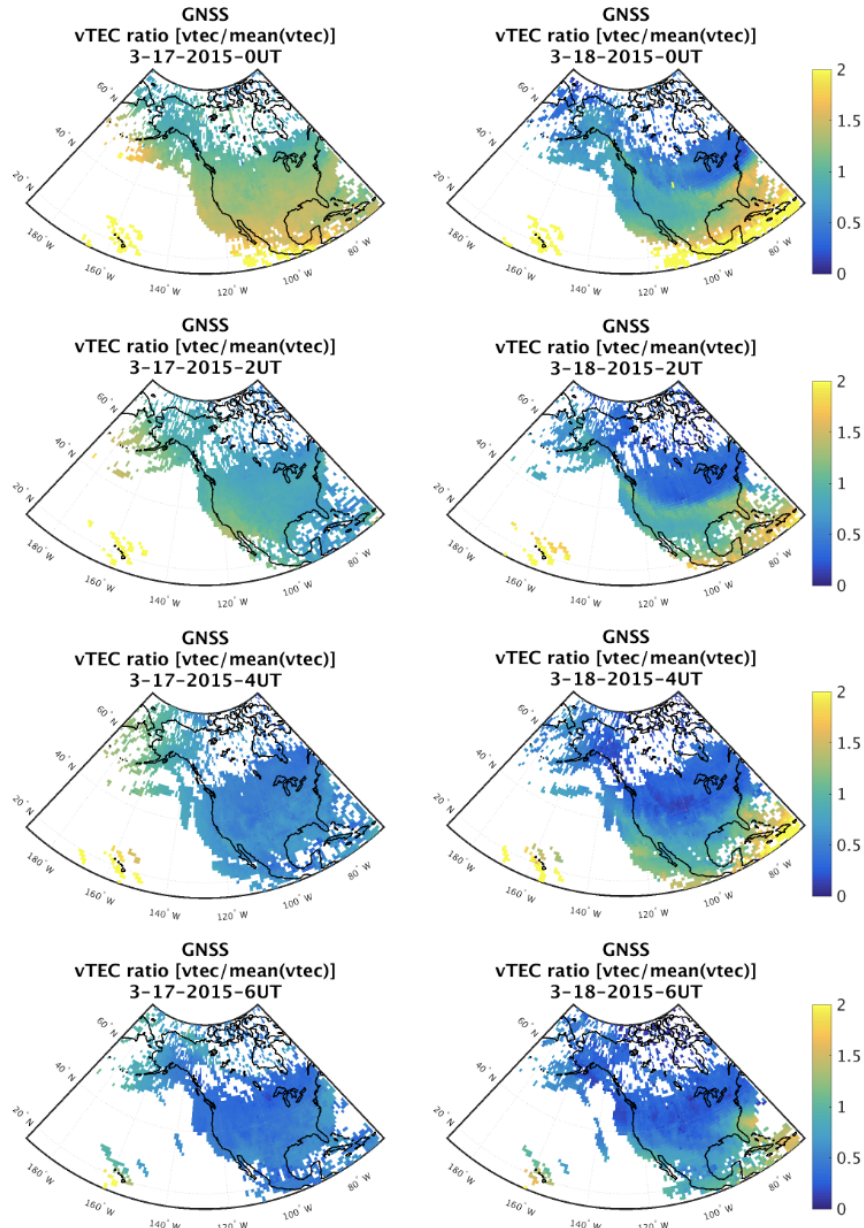 GNSS
vTEC ratio [vtec/mean(vtec)]
3-17-2015-0UT
60° N
40° N
20° N
180° W
160° W
140° W
120° W
100° W
80° W
GNSS
vTEC ratio [vtec/mean(vtec)]
3-18-2015-0UT
60° N
40° N
20° N
180° W
160° W
140° W
120° W
100° W
80° W
2
1.5
1
0.5
0
GNSS
vTEC ratio [vtec/mean(vtec)]
3-17-2015-2UT
60° N
40° N
20° N
180° W
160° W
140° W
120° W
100° W
80° W
GNSS
vTEC ratio [vtec/mean(vtec)]
3-18-2015-2UT
60° N
40° N
20° N
180° W
160° W
140° W
120° W
100° W
80° W
2
1.5
1
0.5
0
GNSS
vTEC ratio [vtec/mean(vtec)]
3-17-2015-4UT
60° N
40° N
20° N
180° W
160° W
140° W
120° W
100° W
80° W
GNSS
vTEC ratio [vtec/mean(vtec)]
3-18-2015-4UT
60° N
40° N
20° N
180° W
160° W
140° W
120° W
100° W
80° W
2
1.5
1
0.5
0
GNSS
vTEC ratio [vtec/mean(vtec)]
3-17-2015-6UT
60° N
40° N
20° N
180° W
160° W
140° W
120° W
100° W
80° W
GNSS
vTEC ratio [vtec/mean(vtec)]
3-18-2015-6UT
60° N
40° N
20° N
180° W
160° W
140° W
120° W
100° W
80° W
2
1.5
1
0.5
0